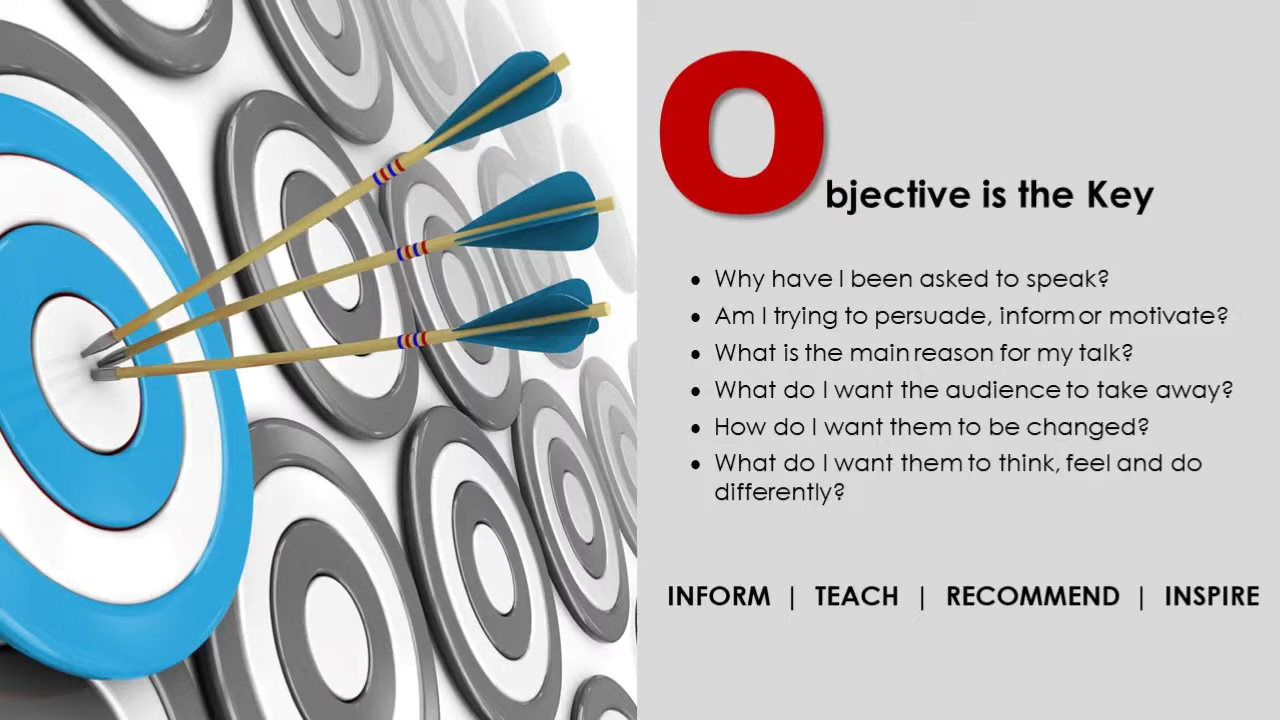 Objective is the Key
• Why have I been asked to speak?
• Am I trying to persuade, inform or motivate?
• What is the main reason for my talk?
• What do I want the audience to take away?
• How do I want them to be changed?
• What do I want them to think, feel and do
differently?
INFORM | TEACH | RECOMMEND | INSPIRE